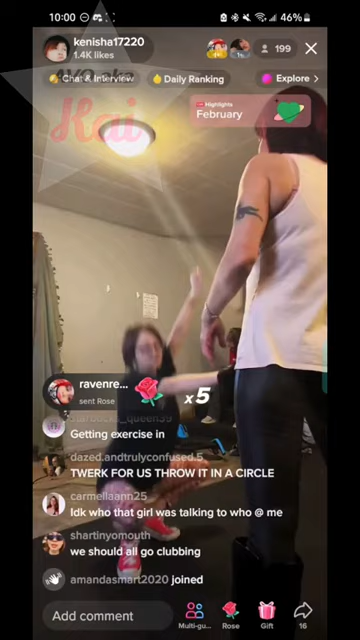 10:00
46%
kenisha17220
1.4K likes
199
Chat & Interview
Daily Ranking
Explore >
Kai
LIVE Highlights
February
ravenre...
sent Rose
x5
Getting exercise in
dazed.andtrulyconfused.5
TWERK FOR US THROW IT IN A CIRCLE
carmellaann25
Idk who that girl was talking to who @ me
shartinyomouth
we should all go clubbing
amandasmart2020 joined
Add comment
Multi-gu...
Rose
Gift
16